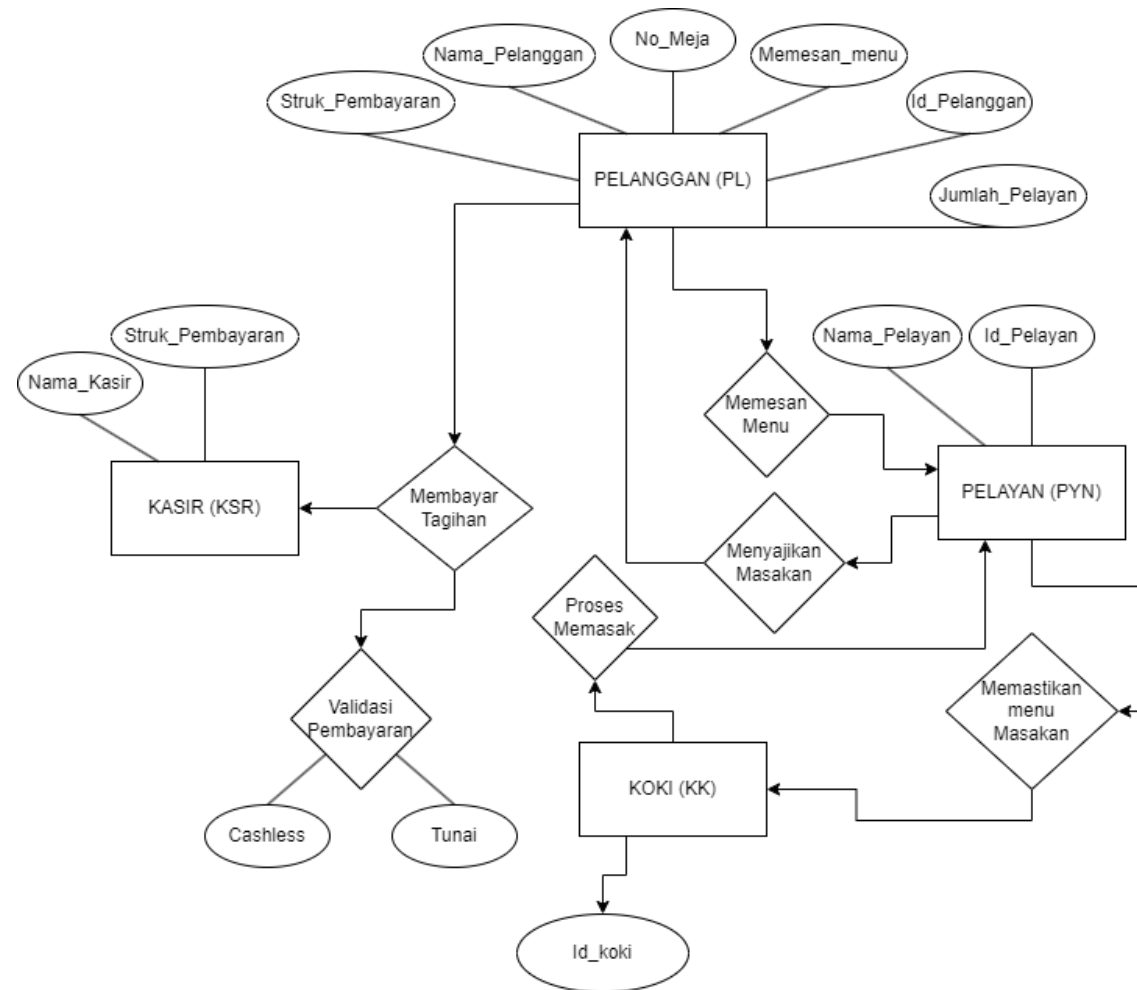 No_Meja
Nama_Pelanggan
Memesan_menu
Struk_Pembayaran
Id_Pelanggan
PELANGGAN (PL)
Jumlah_Pelayan
Struk_Pembayaran
Nama_Pelayan
Id_Pelayan
Nama_Kasir
Memesan
Menu
KASIR (KSR)
Membayar
Tagihan
PELAYAN (PYN)
Menyajikan
Masakan
Proses
Memasak
Memastikan
menu
Masakan
Validasi
Pembayaran
KOKI (KK)
Cashless
Tunai
Id_koki